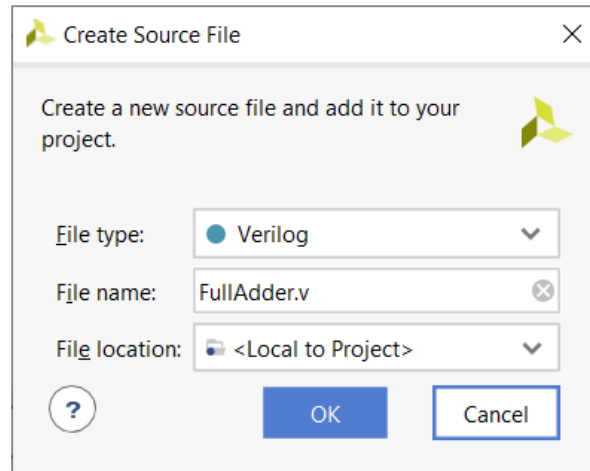 Create Source File
Create a new source file and add it to your
project.
File type: Verilog
File name: FullAdder.v
File location: <Local to Project>
? OK Cancel